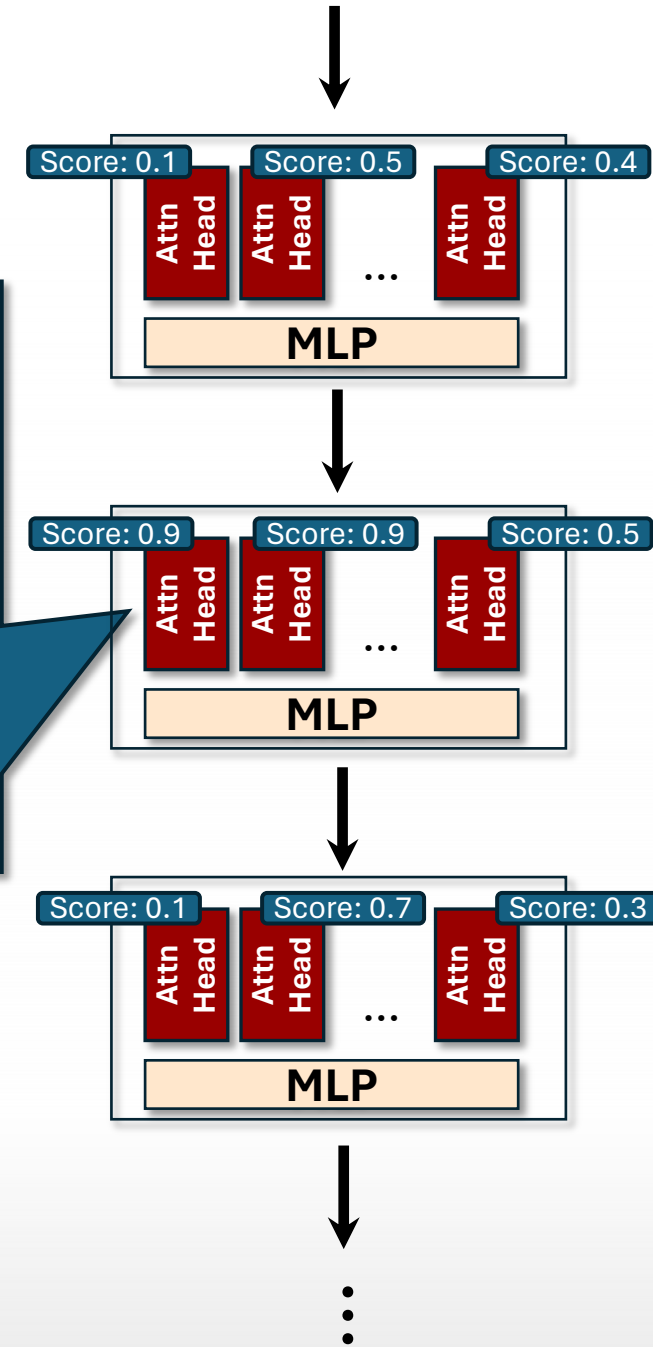 Score: 0.1 Score: 0.5 Score: 0.4
Attn Head Attn Head ... Attn Head
MLP
Score: 0.9 Score: 0.9 Score: 0.5
Attn Head Attn Head ... Attn Head
MLP
Score: 0.1 Score: 0.7 Score: 0.3
Attn Head Attn Head ... Attn Head
MLP